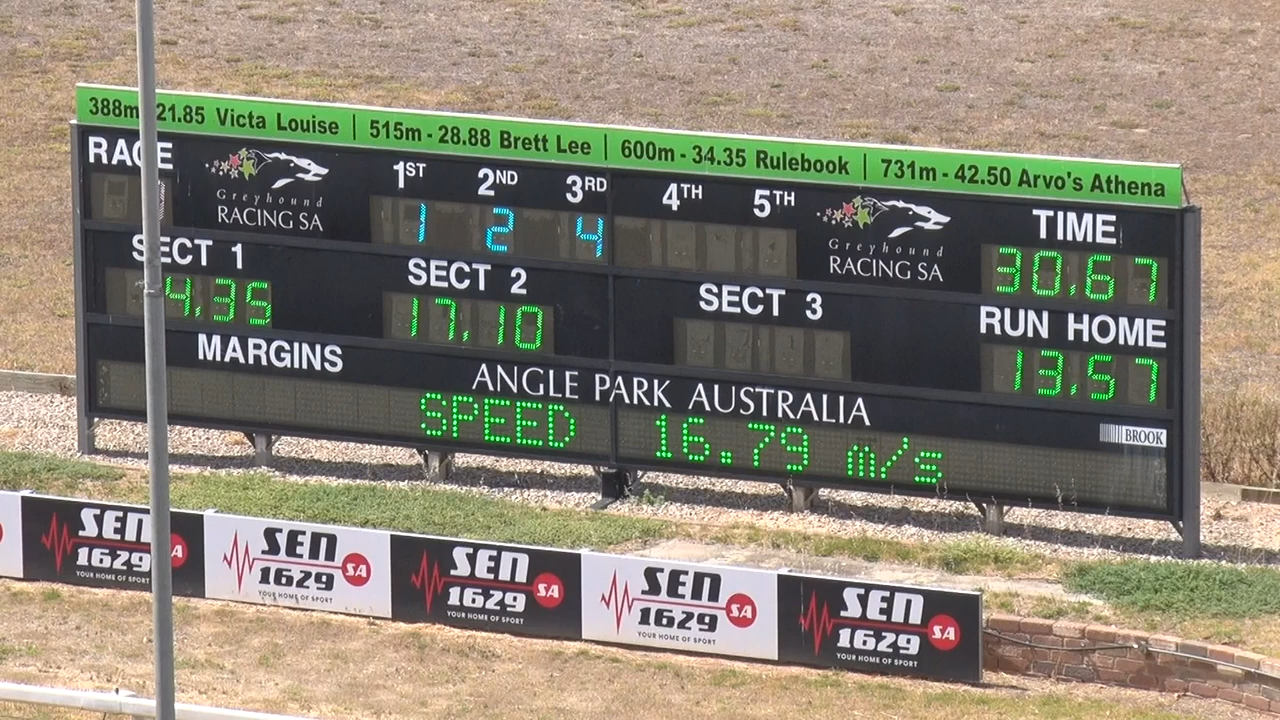 388m 21.85 Victa Louise | 515m - 28.88 Brett Lee | 600m - 34.35 Rulebook | 731m - 42.50 Arvo's Athena
RACE
Greyhound
RACING SA
1ST 2ND 3RD 4TH 5TH
1 2 4
Greyhound
RACING SA
TIME
30.67
SECT 1
4.39
SECT 2
17.10
SECT 3
RUN HOME
13.57
MARGINS
ANGLE PARK AUSTRALIA
SPEED 16.79 m/s
BROOK
SEN
1629
YOUR HOME OF SPORT
SEN
1629
SA
YOUR HOME OF SPORT
SEN
1629
SA
YOUR HOME OF SPORT
SEN
1629
SA
YOUR HOME OF SPORT
SEN
1629
SA
YOUR HOME OF SPORT